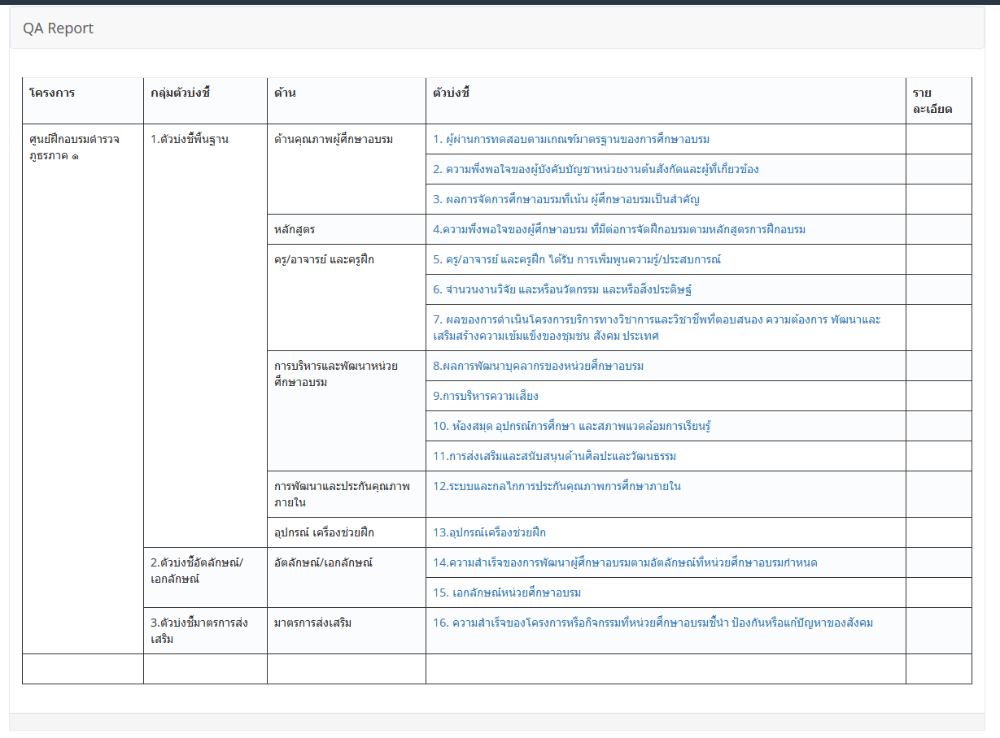 QA Report
โครงการ
กลุ่มตัวบ่งชี้
ด้าน
ตัวบ่งชี้
ราย
ละเอียด
ศูนย์ฝึกอบรมตำรวจ
ภูธรภาค ๑
1.ตัวบ่งชี้พื้นฐาน
ด้านคุณภาพผู้ศึกษาอบรม
1. ผู้ผ่านการทดสอบตามเกณฑ์มาตรฐานของการศึกษาอบรม
2. ความพึงพอใจของผู้บังคับบัญชาหน่วยงานต้นสังกัดและผู้ที่เกี่ยวข้อง
3. ผลการจัดการศึกษาอบรมที่เน้น ผู้ศึกษาอบรมเป็นสำคัญ
หลักสูตร
4.ความพึงพอใจของผู้ศึกษาอบรม ที่มีต่อการจัดฝึกอบรมตามหลักสูตรการฝึกอบรม
ครู/อาจารย์ และครูฝึก
5. ครู/อาจารย์ และครูฝึก ได้รับ การเพิ่มพูนความรู้/ประสบการณ์
6. จำนวนงานวิจัย และหรือนวัตกรรม และหรือสิ่งประดิษฐ์
7. ผลของการดำเนินโครงการบริการทางวิชาการและวิชาชีพที่ตอบสนอง ความต้องการ พัฒนาและ
เสริมสร้างความเข้มแข็งของชุมชน สังคม ประเทศ
การบริหารและพัฒนาหน่วย
ศึกษาอบรม
8.ผลการพัฒนาบุคลากรของหน่วยศึกษาอบรม
9.การบริหารความเสี่ยง
10. ห้องสมุด อุปกรณ์การศึกษา และสภาพแวดล้อมการเรียนรู้
11.การส่งเสริมและสนับสนุนด้านศิลปะและวัฒนธรรม
การพัฒนาและประกันคุณภาพ
ภายใน
12.ระบบและกลไกการประกันคุณภาพการศึกษาภายใน
อุปกรณ์ เครื่องช่วยฝึก
13.อุปกรณ์เครื่องช่วยฝึก
2.ตัวบ่งชี้อัตลักษณ์/
เอกลักษณ์
อัตลักษณ์/เอกลักษณ์
14.ความสำเร็จของการพัฒนาผู้ศึกษาอบรมตามอัตลักษณ์ที่หน่วยศึกษาอบรมกำหนด
15. เอกลักษณ์หน่วยศึกษาอบรม
3.ตัวบ่งชี้มาตรการส่ง
เสริม
มาตรการส่งเสริม
16. ความสำเร็จของโครงการหรือกิจกรรมที่หน่วยศึกษาอบรมชี้นำ ป้องกันหรือแก้ปัญหาของสังคม